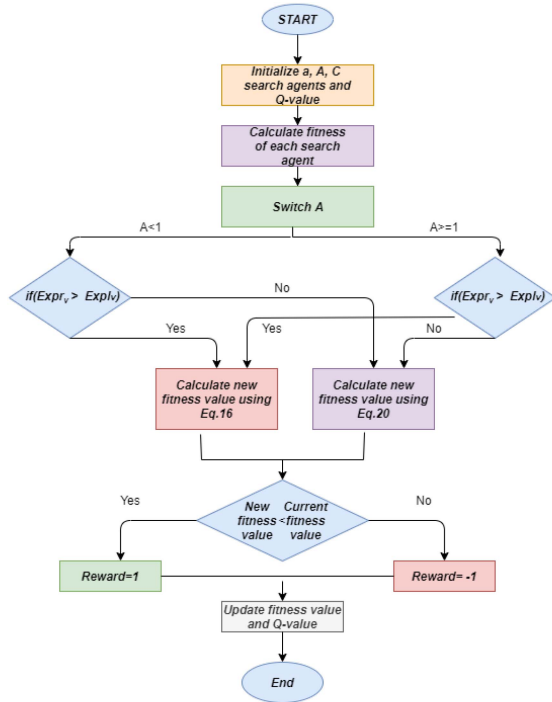 START
Initialize a, A, C
search agents and
Q-value
Calculate fitness
of each search
agent
Switch A
A<1
A>=1
if(Exprᵥ > Explᵥ)
No
if(Exprᵥ > Explᵥ)
Yes
Yes
No
Calculate new
fitness value using
Eq.16
Calculate new
fitness value using
Eq.20
Yes
New Current
fitness<fitness
value value
No
Reward=1
Reward= -1
Update fitness value
and Q-value
End